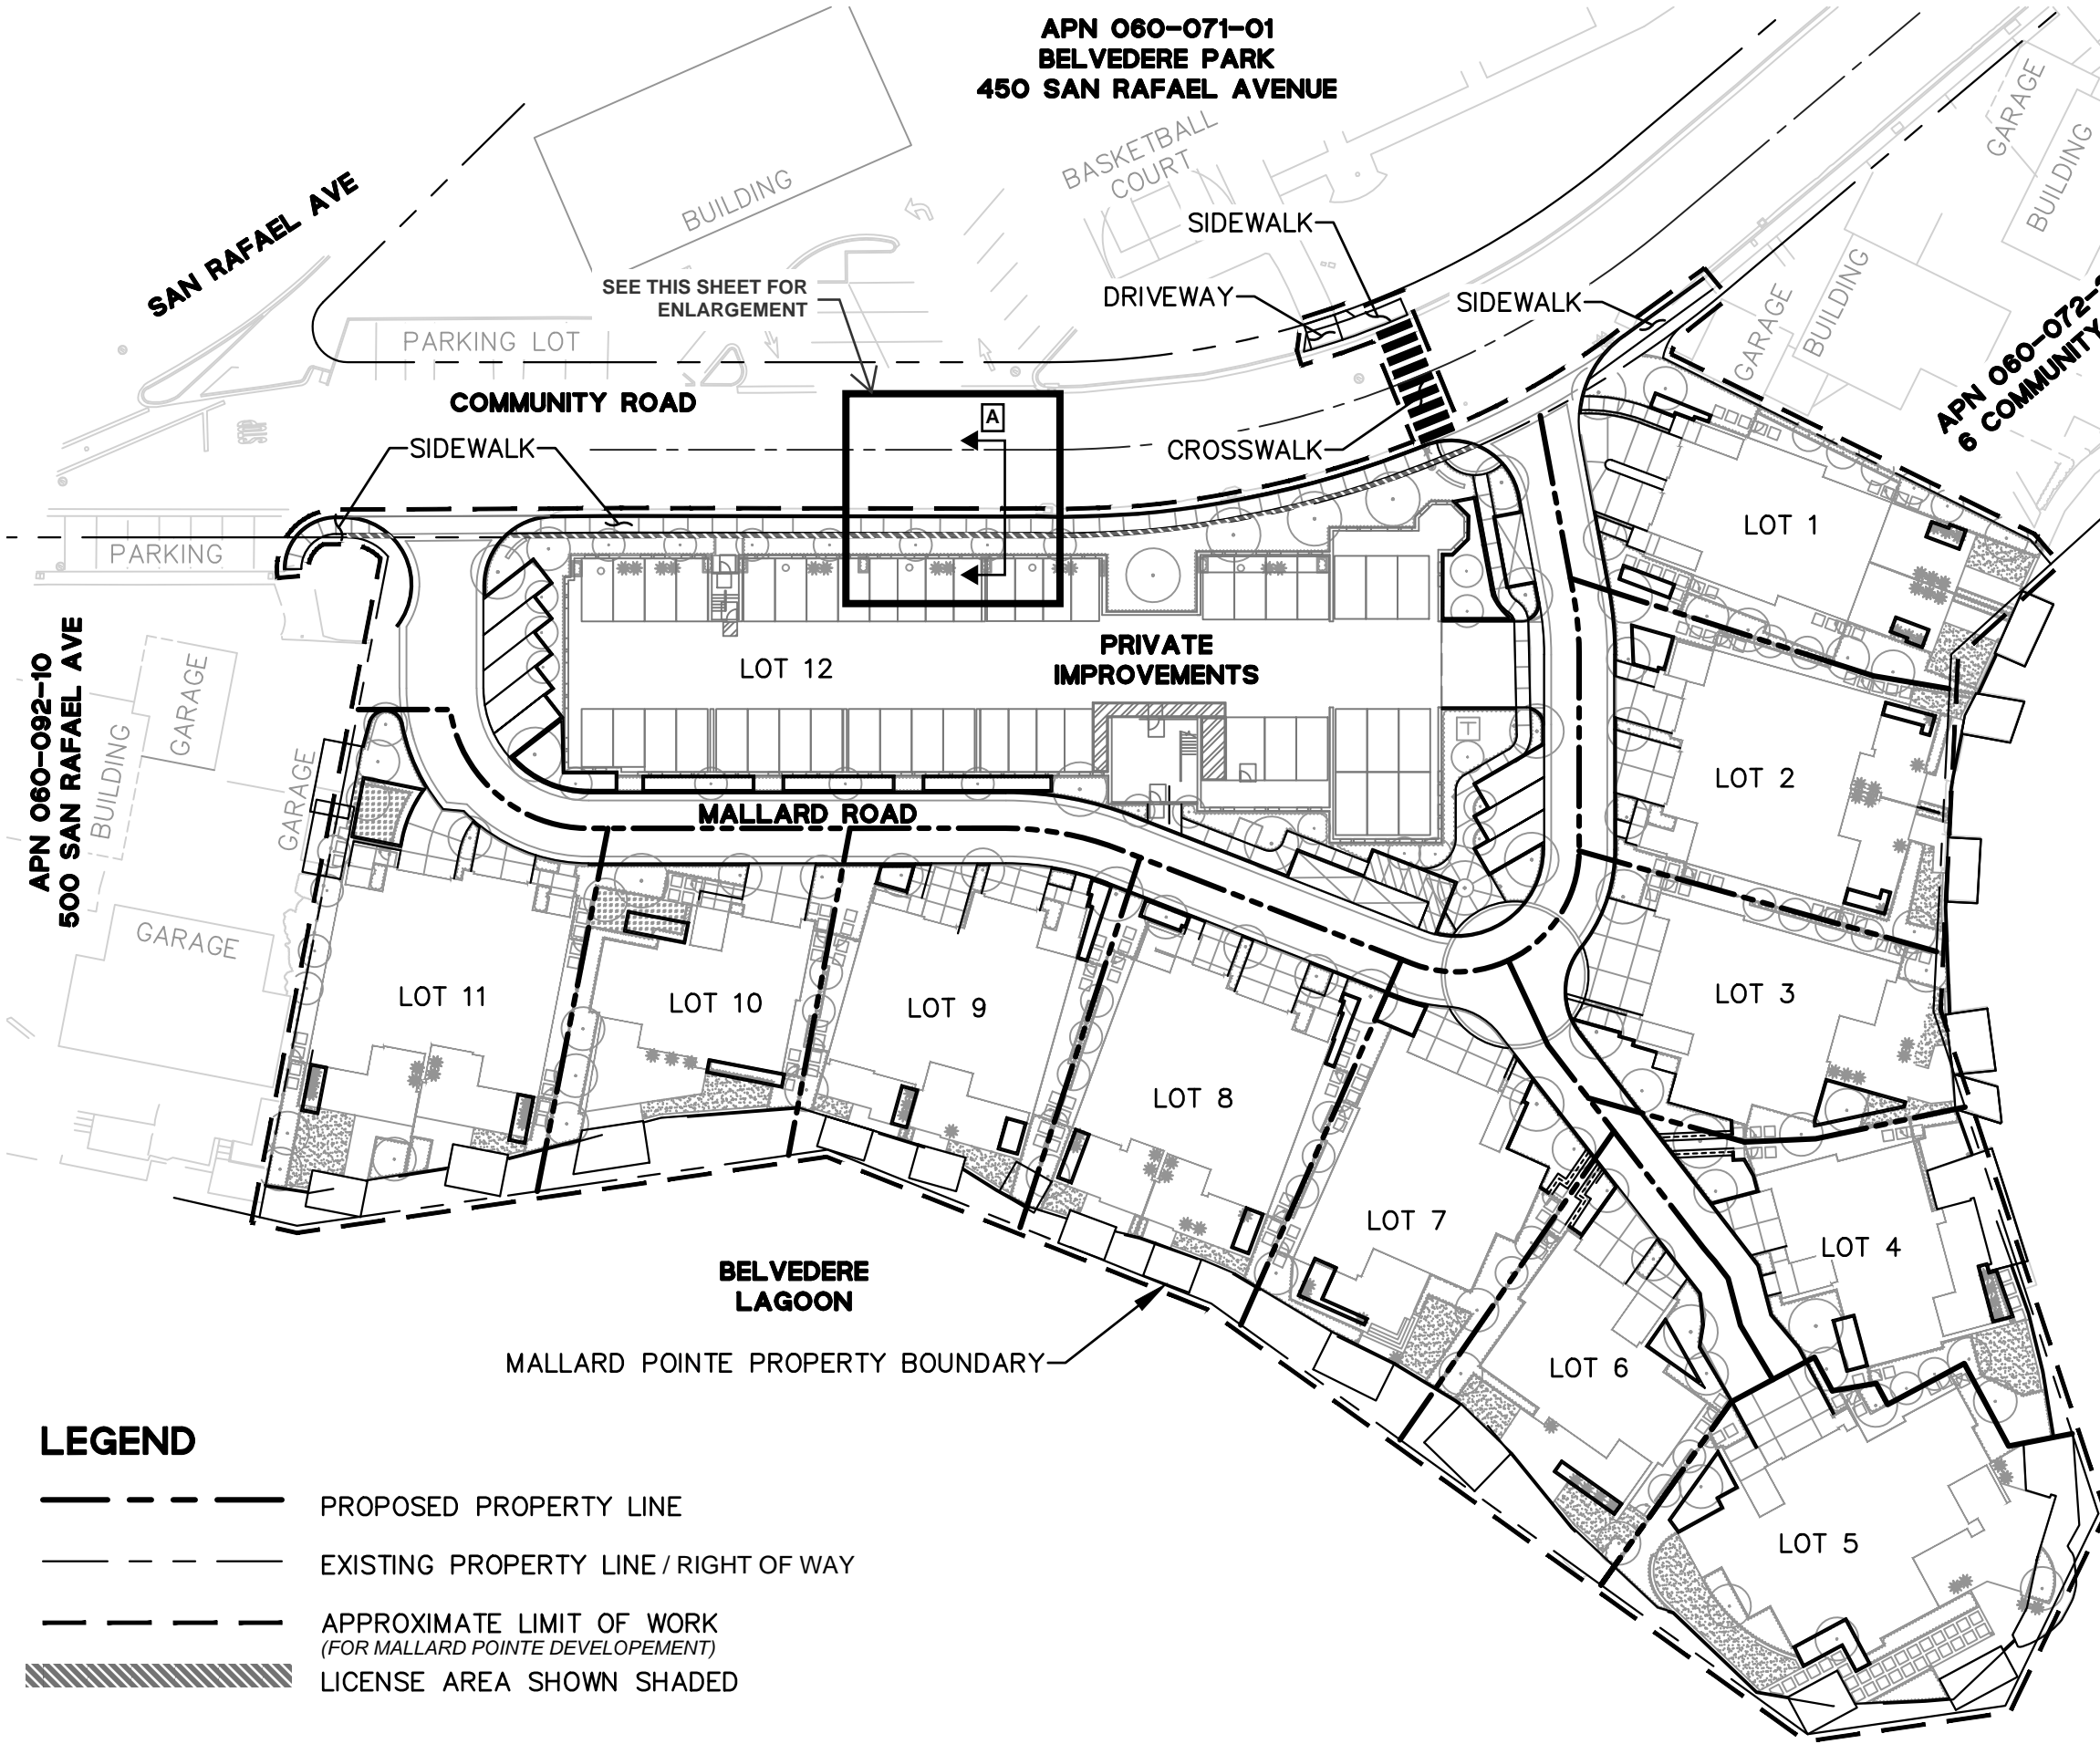 APN 060-071-01
BELVEDERE PARK
450 SAN RAFAEL AVENUE
SAN RAFAEL AVE
BUILDING
BASKETBALL
COURT
GARAGE
BUILDING
SIDEWALK
DRIVEWAY
SIDEWALK
SEE THIS SHEET FOR
ENLARGEMENT
PARKING LOT
GARAGE
BUILDING
APN 060-072-
6 COMMUNITY
COMMUNITY ROAD
A
SIDEWALK
CROSSWALK
PARKING
LOT 1
PRIVATE
IMPROVEMENTS
LOT 12
APN 060-092-10
500 SAN RAFAEL AVE
BUILDING
GARAGE
GARAGE
GARAGE
T
LOT 2
MALLARD ROAD
LOT 11
LOT 10
LOT 9
LOT 3
LOT 8
LOT 7
LOT 4
LOT 6
LOT 5
BELVEDERE
LAGOON
MALLARD POINTE PROPERTY BOUNDARY
LEGEND
PROPOSED PROPERTY LINE
EXISTING PROPERTY LINE / RIGHT OF WAY
APPROXIMATE LIMIT OF WORK
(FOR MALLARD POINTE DEVELOPEMENT)
LICENSE AREA SHOWN SHADED